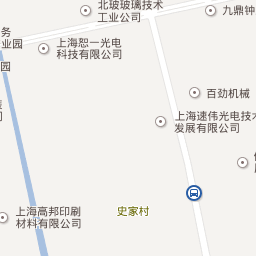 北玻玻璃技术
工业公司
九鼎钟
务
业园
园
上海恕一光电
科技有限公司
百劲机械
上海速伟光电技术
发展有限公司
上海高邦印刷
材料有限公司
史家村